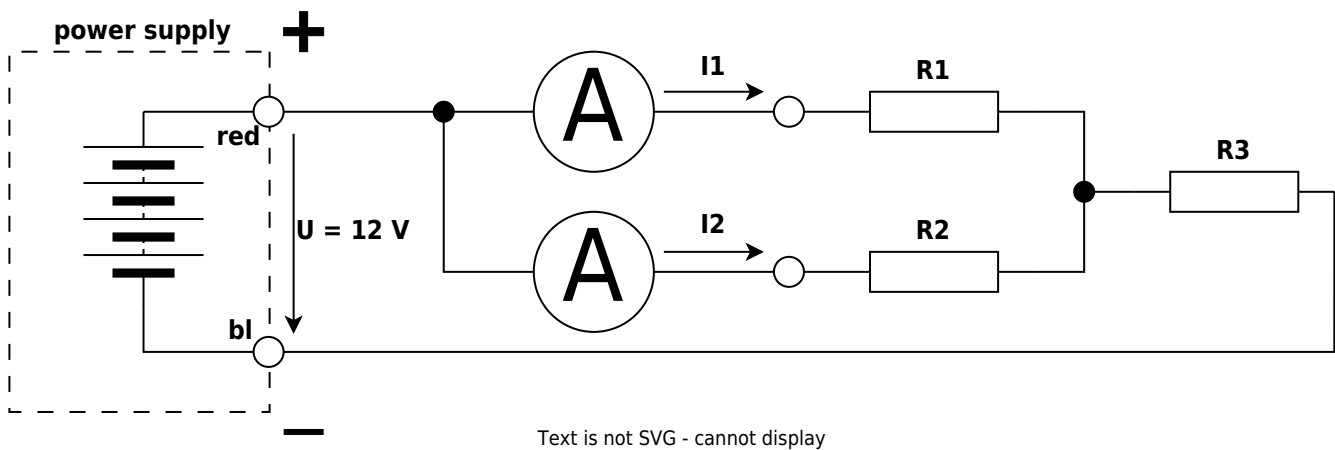 power supply
+
red
U = 12 V
bl
–
A
I1
R1
A
I2
R2
R3
Text is not SVG - cannot display